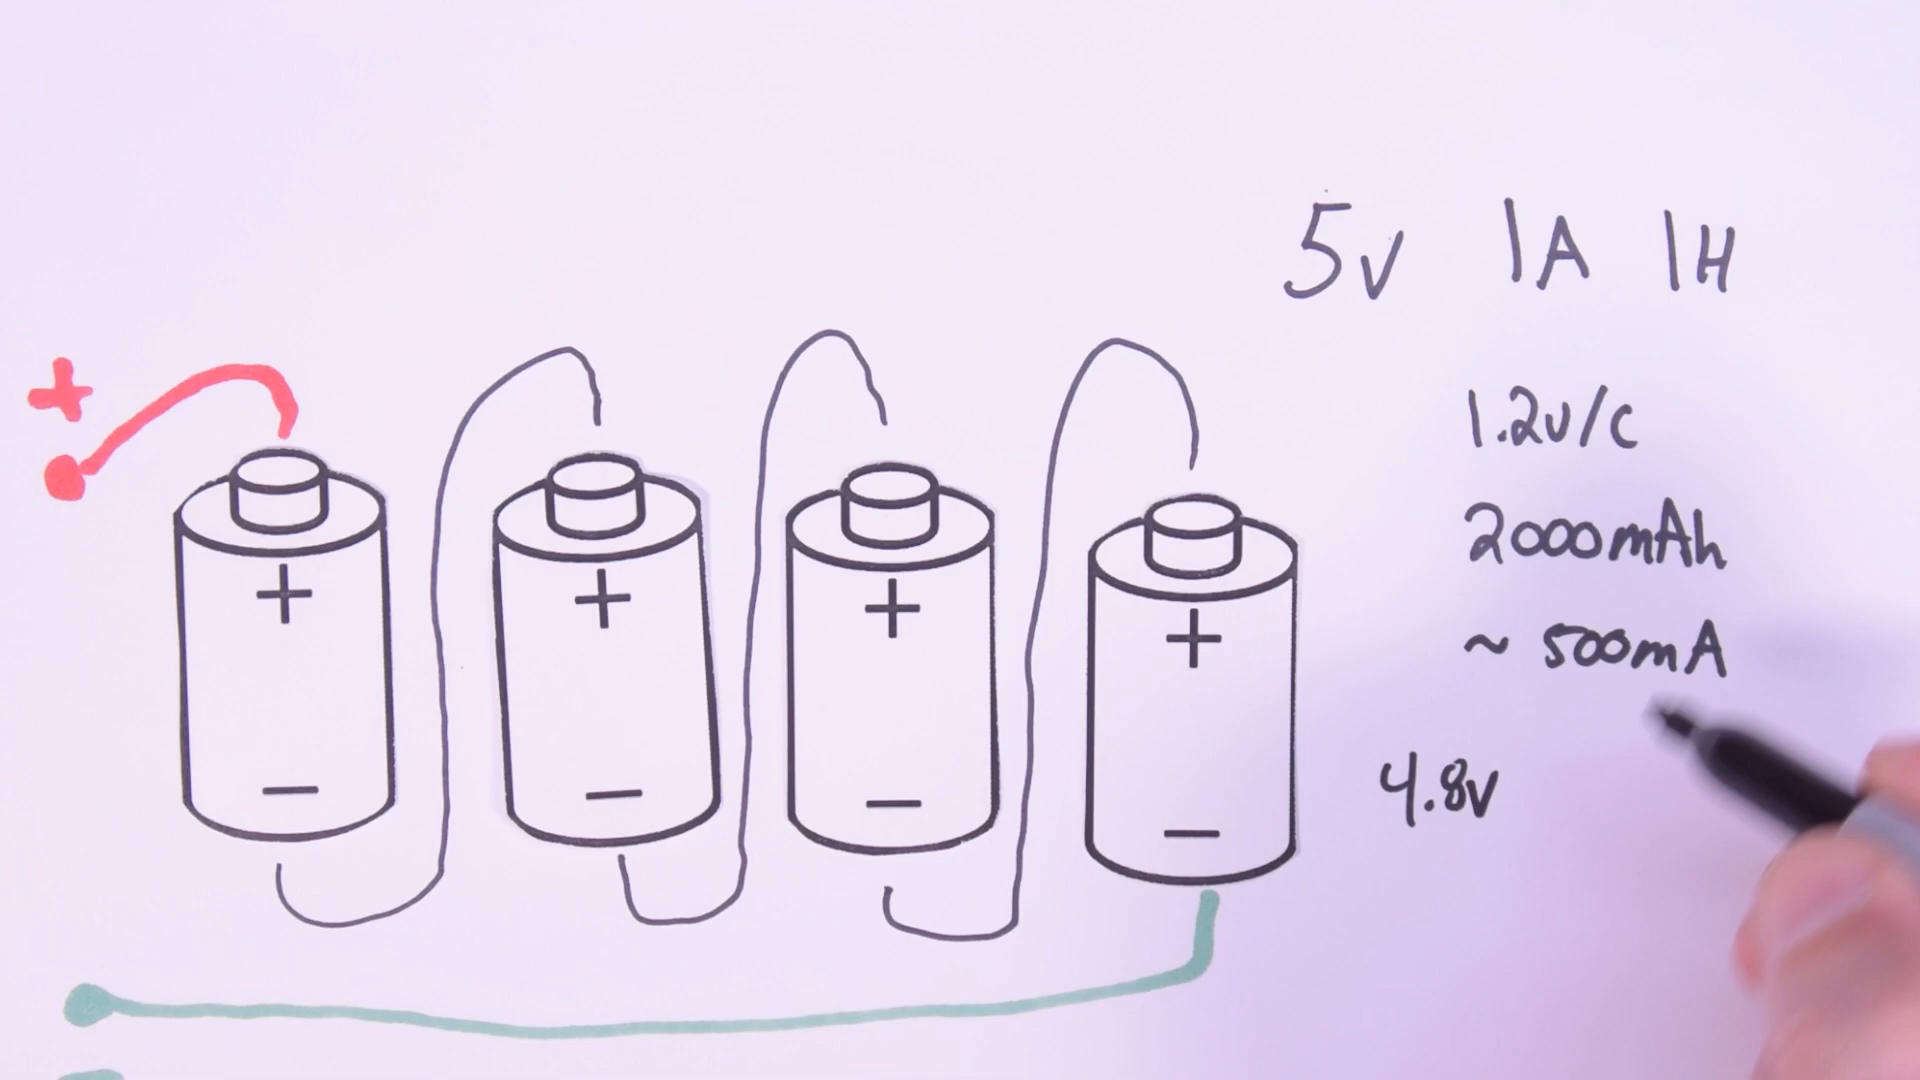 5v 1A 1H
+
1.2v/c
2000mAh
+ + + +
~ 500mA
4.8v
− − − −